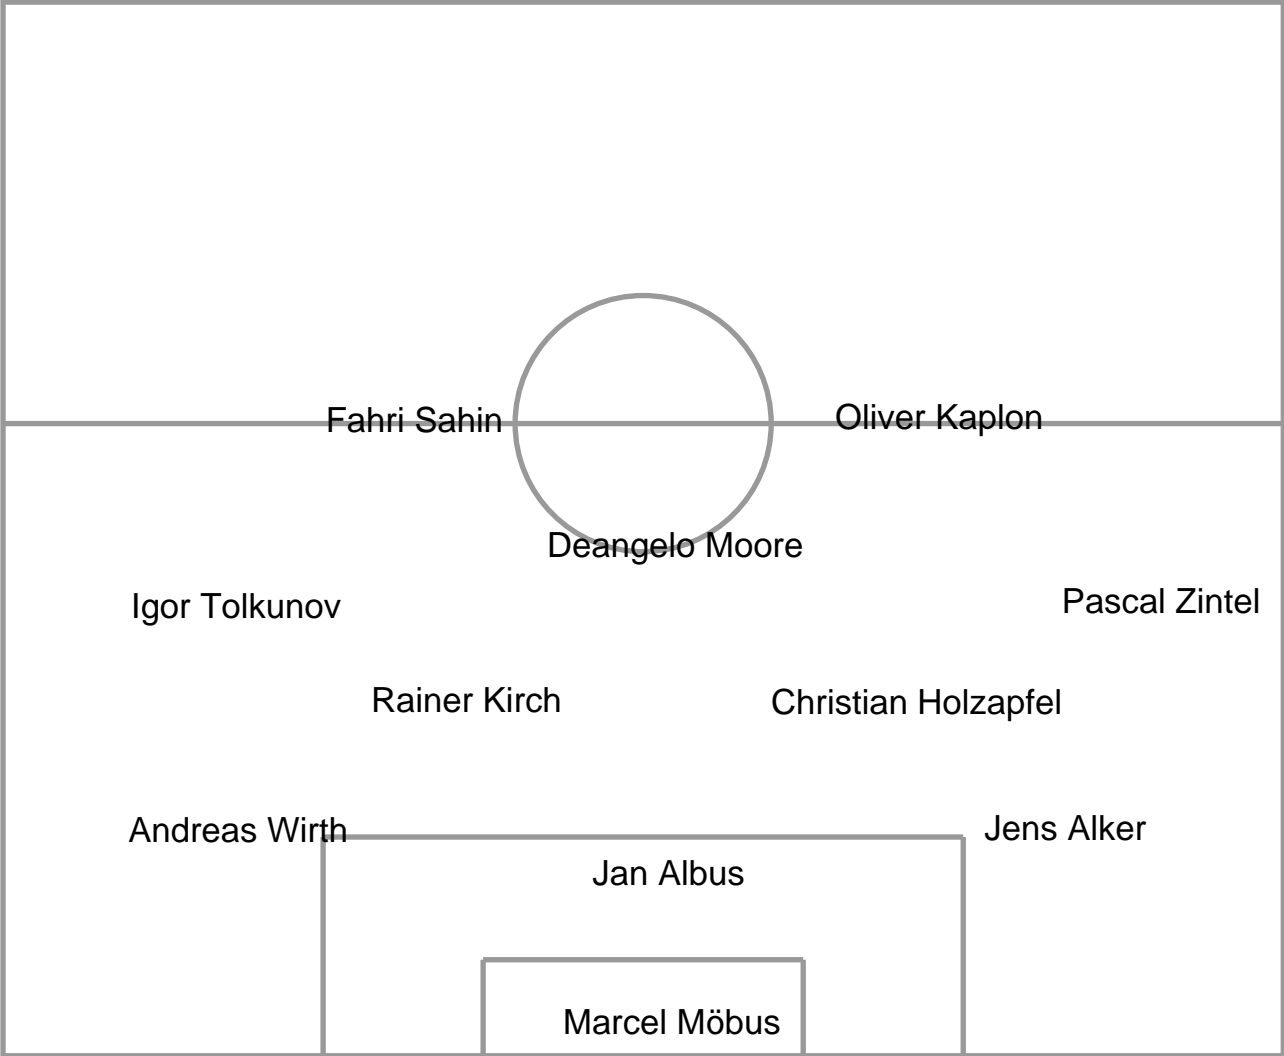 Fahri Sahin
Oliver Kaplon
Deangelo Moore
Igor Tolkunov
Pascal Zintel
Rainer Kirch
Christian Holzapfel
Andreas Wirth
Jens Alker
Jan Albus
Marcel Möbus